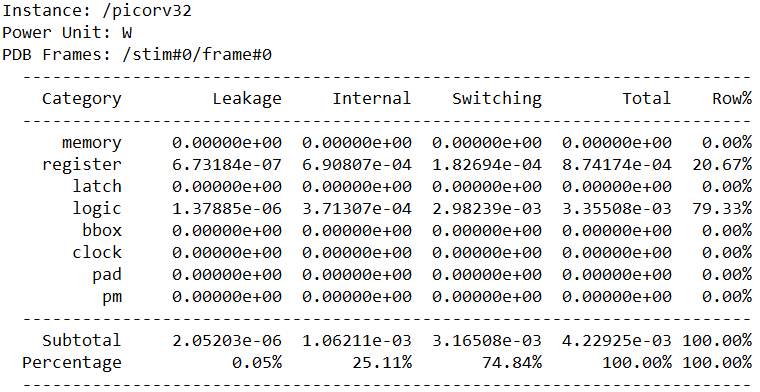 Instance: /picorv32
Power Unit: W
PDB Frames: /stim#0/frame#0
-------------------------------------------------------------------------
Category Leakage Internal Switching Total Row%
-------------------------------------------------------------------------
memory 0.00000e+00 0.00000e+00 0.00000e+00 0.00000e+00 0.00%
register 6.73184e-07 6.90807e-04 1.82694e-04 8.74174e-04 20.67%
latch 0.00000e+00 0.00000e+00 0.00000e+00 0.00000e+00 0.00%
logic 1.37885e-06 3.71307e-04 2.98239e-03 3.35508e-03 79.33%
bbox 0.00000e+00 0.00000e+00 0.00000e+00 0.00000e+00 0.00%
clock 0.00000e+00 0.00000e+00 0.00000e+00 0.00000e+00 0.00%
pad 0.00000e+00 0.00000e+00 0.00000e+00 0.00000e+00 0.00%
pm 0.00000e+00 0.00000e+00 0.00000e+00 0.00000e+00 0.00%
-------------------------------------------------------------------------
Subtotal 2.05203e-06 1.06211e-03 3.16508e-03 4.22925e-03 100.00%
Percentage 0.05% 25.11% 74.84% 100.00% 100.00%
-------------------------------------------------------------------------